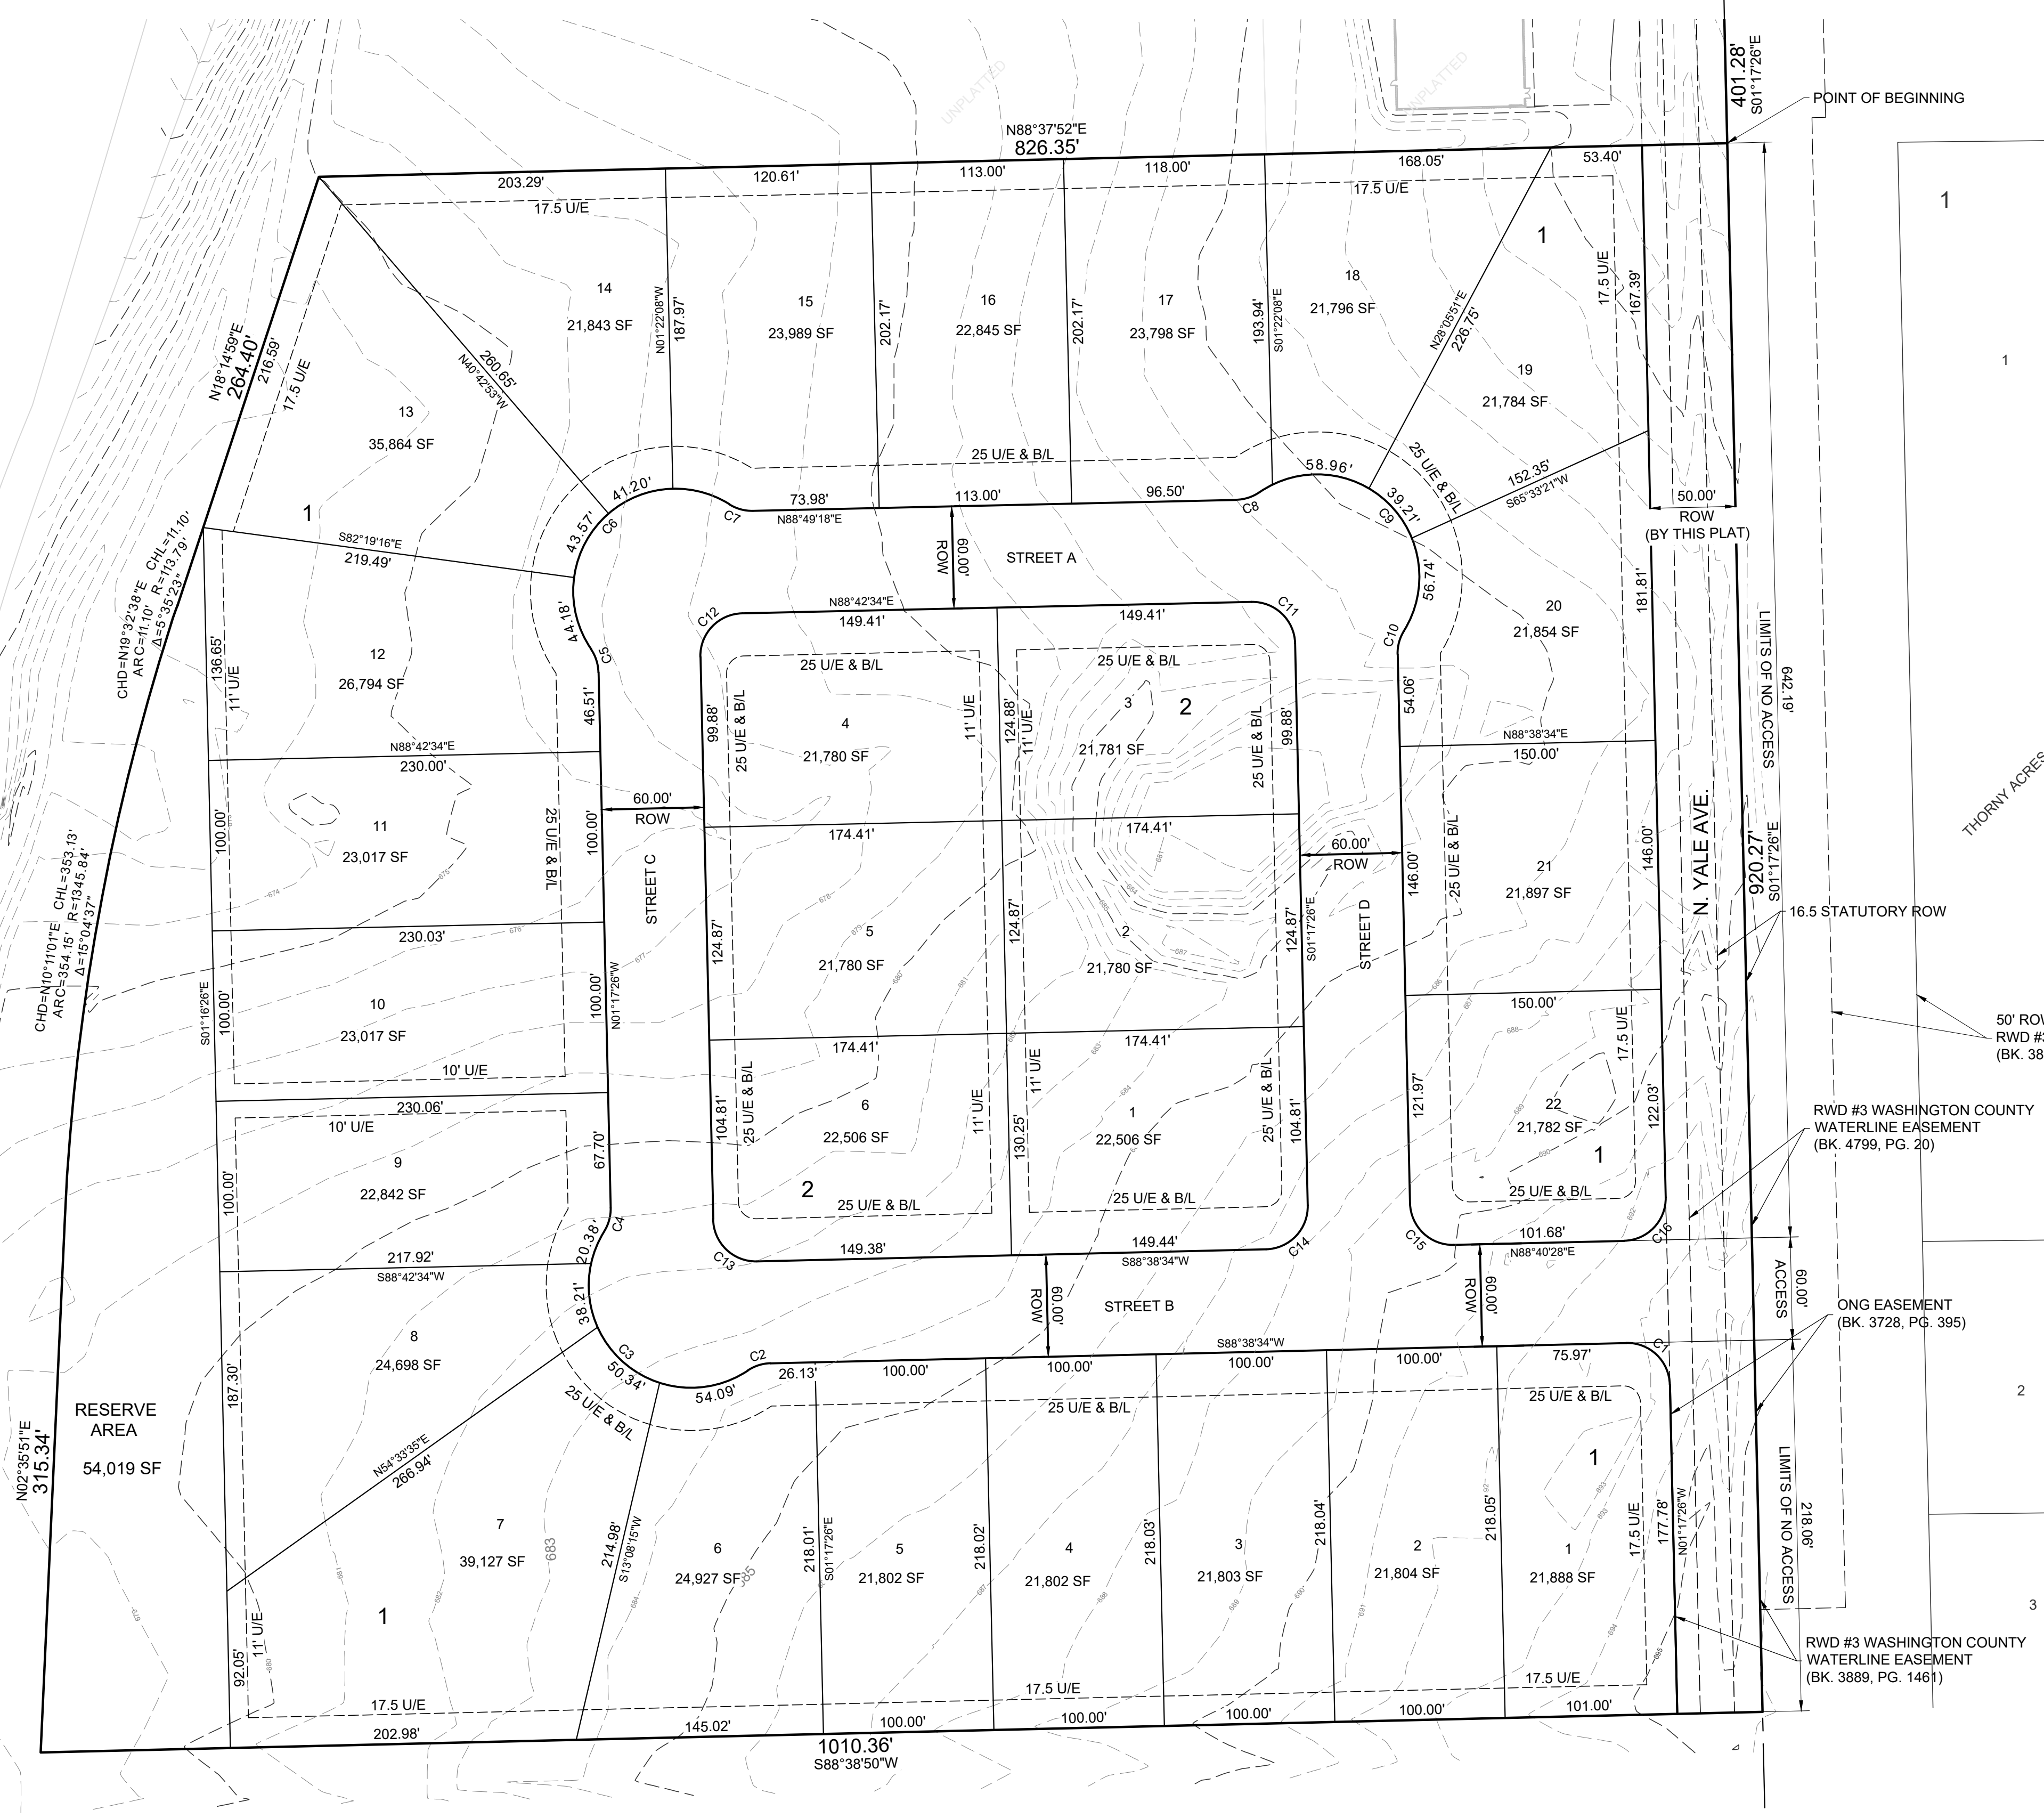 UNPLATTED
UNPLATTED
401.28'
S01°17'26"E
POINT OF BEGINNING
N88°37'52"E
826.35'
203.29'
120.61'
113.00'
118.00'
168.05'
53.40'
17.5 U/E
17.5 U/E
1
1
1
17.5 U/E
167.39'
14
21,843 SF
N01°22'08"W
187.97'
15
23,989 SF
202.17'
16
22,845 SF
202.17'
17
23,798 SF
193.94'
S01°22'08"E
18
21,796 SF
N28°05'51"E
226.75'
19
21,784 SF
N18°14'59"E
264.40'
216.59'
17.5 U/E
260.65'
N40°42'53"W
13
35,864 SF
1
25 U/E & B/L
25 U/E & B/L
152.35'
S65°33'21"W
50.00'
ROW
(BY THIS PLAT)
41.20'
43.57'
C6
C7
73.98'
N88°49'18"E
113.00'
96.50'
C8
58.96'
39.21'
C9
S82°19'16"E
219.49'
60.00'
ROW
STREET A
56.74'
CHD=N19°32'38"E CHL=11.10'
ARC=11.10' R=113.79'
Δ=5°35'23"
136.65'
11' U/E
12
26,794 SF
44.18'
C5
46.51'
C12
N88°42'34"E
149.41'
149.41'
C11
C10
54.06'
20
21,854 SF
181.81'
LIMITS OF NO ACCESS
642.19'
25 U/E & B/L
25 U/E & B/L
99.88'
25 U/E & B/L
4
21,780 SF
11' U/E
124.88'
11' U/E
3
2
21,781 SF
25 U/E & B/L
99.88'
N88°42'34"E
230.00'
N88°38'34"E
150.00'
60.00'
ROW
THORNY ACRES
11
23,017 SF
100.00'
25 U/E & B/L
100.00'
STREET C
174.41'
174.41'
60.00'
ROW
146.00'
25 U/E & B/L
21
21,897 SF
146.00'
N. YALE AVE.
920.27'
S01°17'26"E
CHD=N10°11'01"E CHL=353.13'
ARC=354.15' R=1345.84'
Δ=15°04'37"
230.03'
124.87'
5
21,780 SF
124.87'
2
21,780 SF
124.87'
S01°17'26"E
STREET D
16.5 STATUTORY ROW
S01°16'26"E
100.00'
10
23,017 SF
100.00'
N01°17'26"W
10' U/E
174.41'
174.41'
150.00'
17.5 U/E
50' ROW
RWD #3
(BK. 38
230.06'
10' U/E
100.00'
9
22,842 SF
67.70'
104.81'
25 U/E & B/L
6
22,506 SF
11' U/E
130.25'
11' U/E
1
22,506 SF
25' U/E & B/L
104.81'
121.97'
22
21,782 SF
1
122.03'
RWD #3 WASHINGTON COUNTY
WATERLINE EASEMENT
(BK. 4799, PG. 20)
2
25 U/E & B/L
25 U/E & B/L
25 U/E & B/L
20.38'
C4
217.92'
S88°42'34"W
C13
149.38'
149.44'
S88°38'34"W
C14
C15
101.68'
N88°40'28"E
C16
60.00'
ACCESS
38.21'
60.00'
ROW
STREET B
60.00'
ROW
ONG EASEMENT
(BK. 3728, PG. 395)
187.30'
8
24,698 SF
C3
50.34'
54.09'
C2
26.13'
100.00'
100.00'
S88°38'34"W
100.00'
100.00'
75.97'
C1
25 U/E & B/L
25 U/E & B/L
25 U/E & B/L
RESERVE
AREA
54,019 SF
N02°35'51"E
315.34'
N54°33'35"E
266.94'
1
LIMITS OF NO ACCESS
218.06'
7
39,127 SF
683
214.98'
S13°08'15"W
6
24,927 SF
218.01'
S01°17'26"E
5
21,802 SF
218.02'
4
21,802 SF
218.03'
3
21,803 SF
218.04'
2
21,804 SF
218.05'
1
21,888 SF
17.5 U/E
177.78'
N01°17'26"W
1
11' U/E
92.05'
RWD #3 WASHINGTON COUNTY
WATERLINE EASEMENT
(BK. 3889, PG. 1461)
17.5 U/E
17.5 U/E
17.5 U/E
202.98'
145.02'
100.00'
100.00'
100.00'
100.00'
101.00'
1010.36'
S88°38'50"W
1
1
2
3